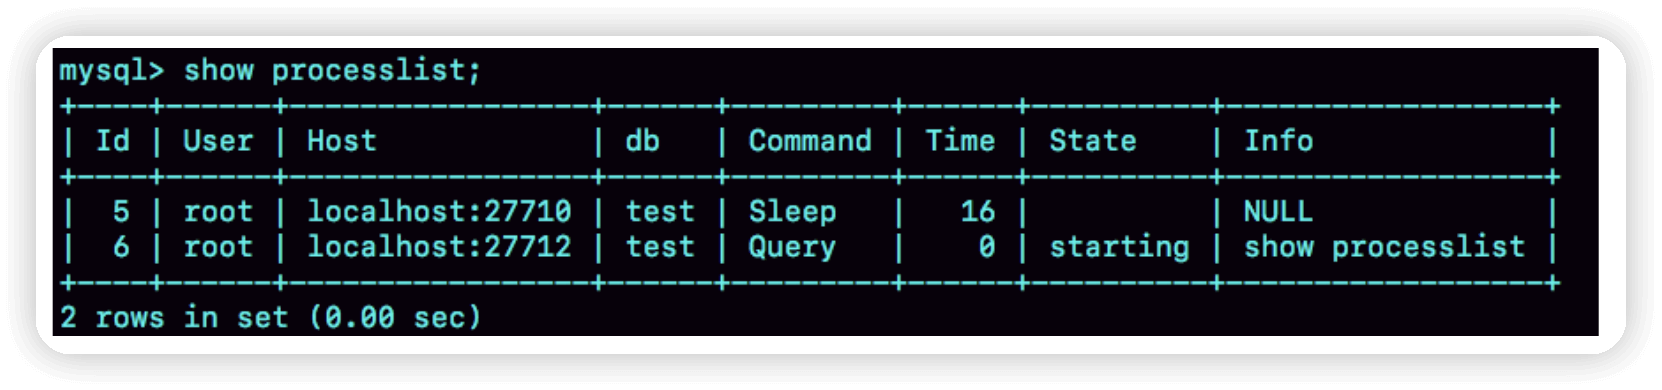 mysql> show processlist;
+----+------+-----------------+------+---------+------+----------+------------------+
| Id | User | Host            | db   | Command | Time | State    | Info             |
+----+------+-----------------+------+---------+------+----------+------------------+
|  5 | root | localhost:27710 | test | Sleep   |   16 |          | NULL             |
|  6 | root | localhost:27712 | test | Query   |    0 | starting | show processlist |
+----+------+-----------------+------+---------+------+----------+------------------+
2 rows in set (0.00 sec)